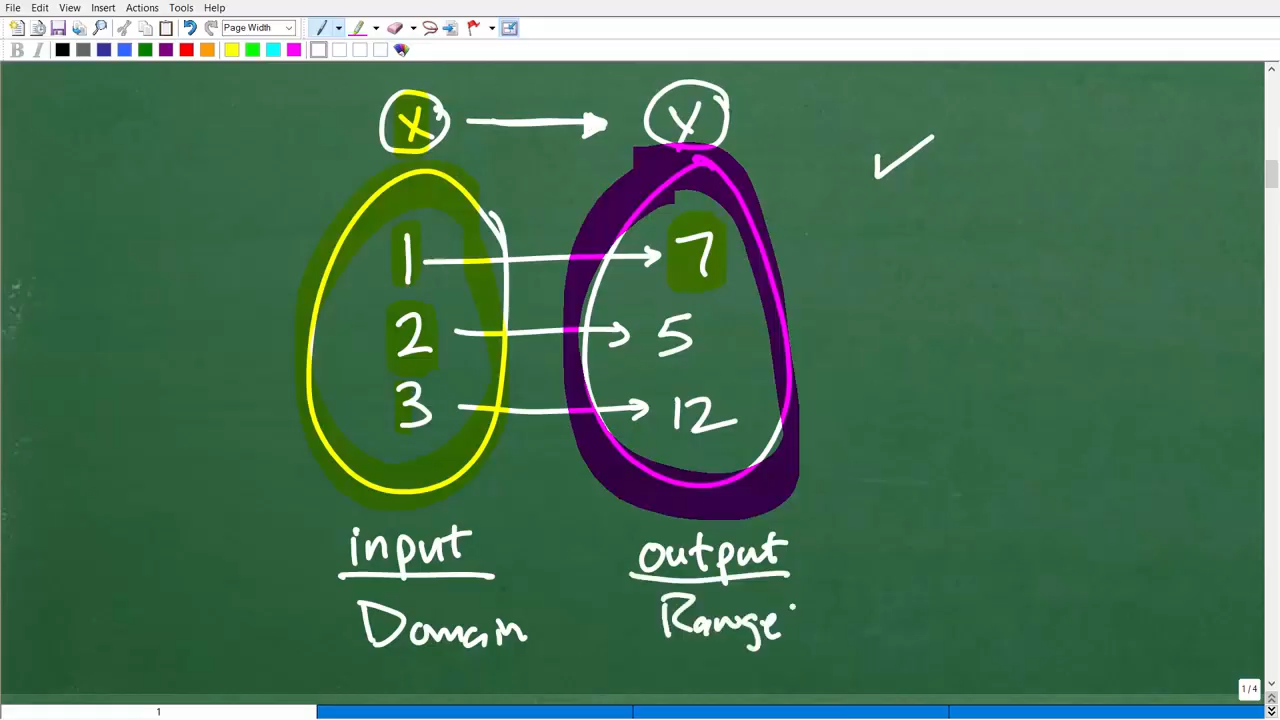 File Edit View Insert Actions Tools Help
Page Width
B I
X → Y
1 → 7
2 → 5
3 → 12
input output
Domain Range
1/4
1